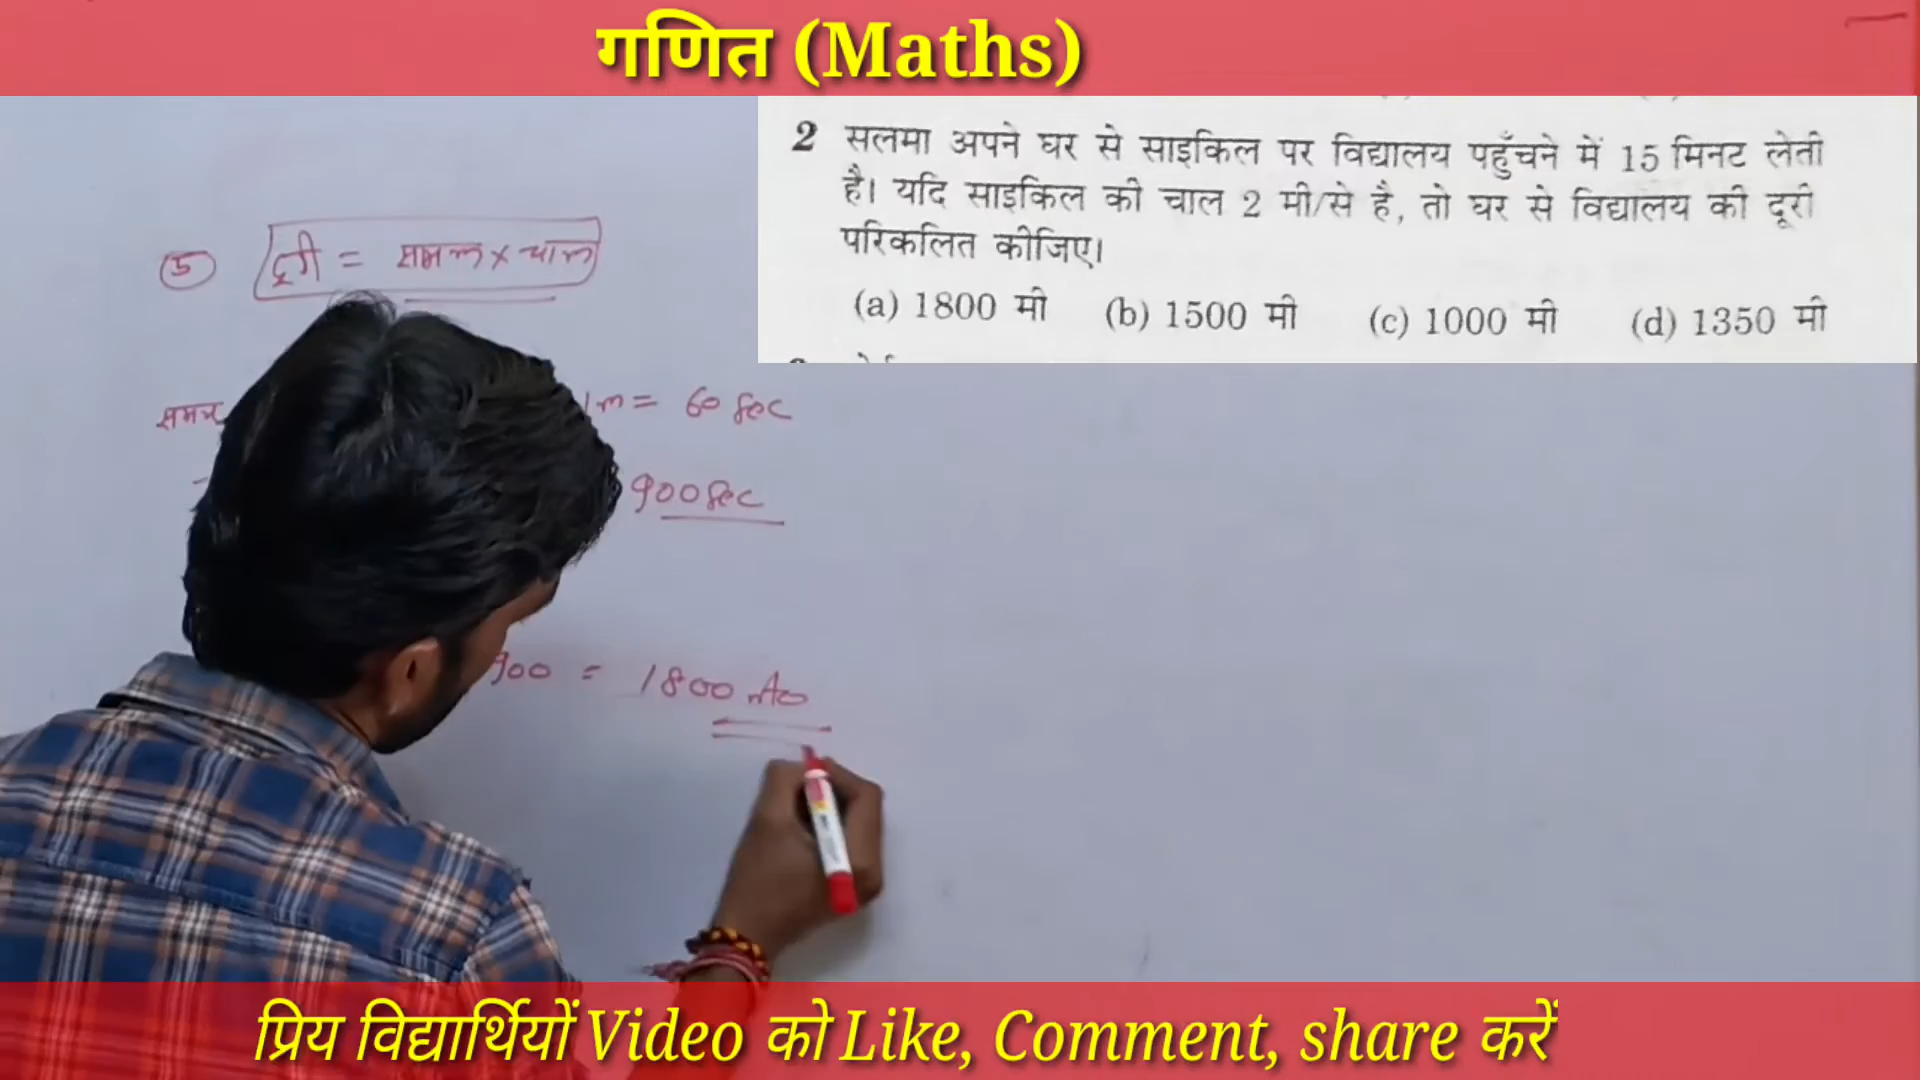 गणित (Maths)
2 सलमा अपने घर से साइकिल पर विद्यालय पहुँचने में 15 मिनट लेती
है। यदि साइकिल की चाल 2 मी/से है, तो घर से विद्यालय की दूरी
परिकलित कीजिए।
(a) 1800 मी (b) 1500 मी (c) 1000 मी (d) 1350 मी
5 दूरी = समय × चाल
समय 1m = 60 sec
900 sec
900 = 1800
प्रिय विद्यार्थियों Video को Like, Comment, share करें